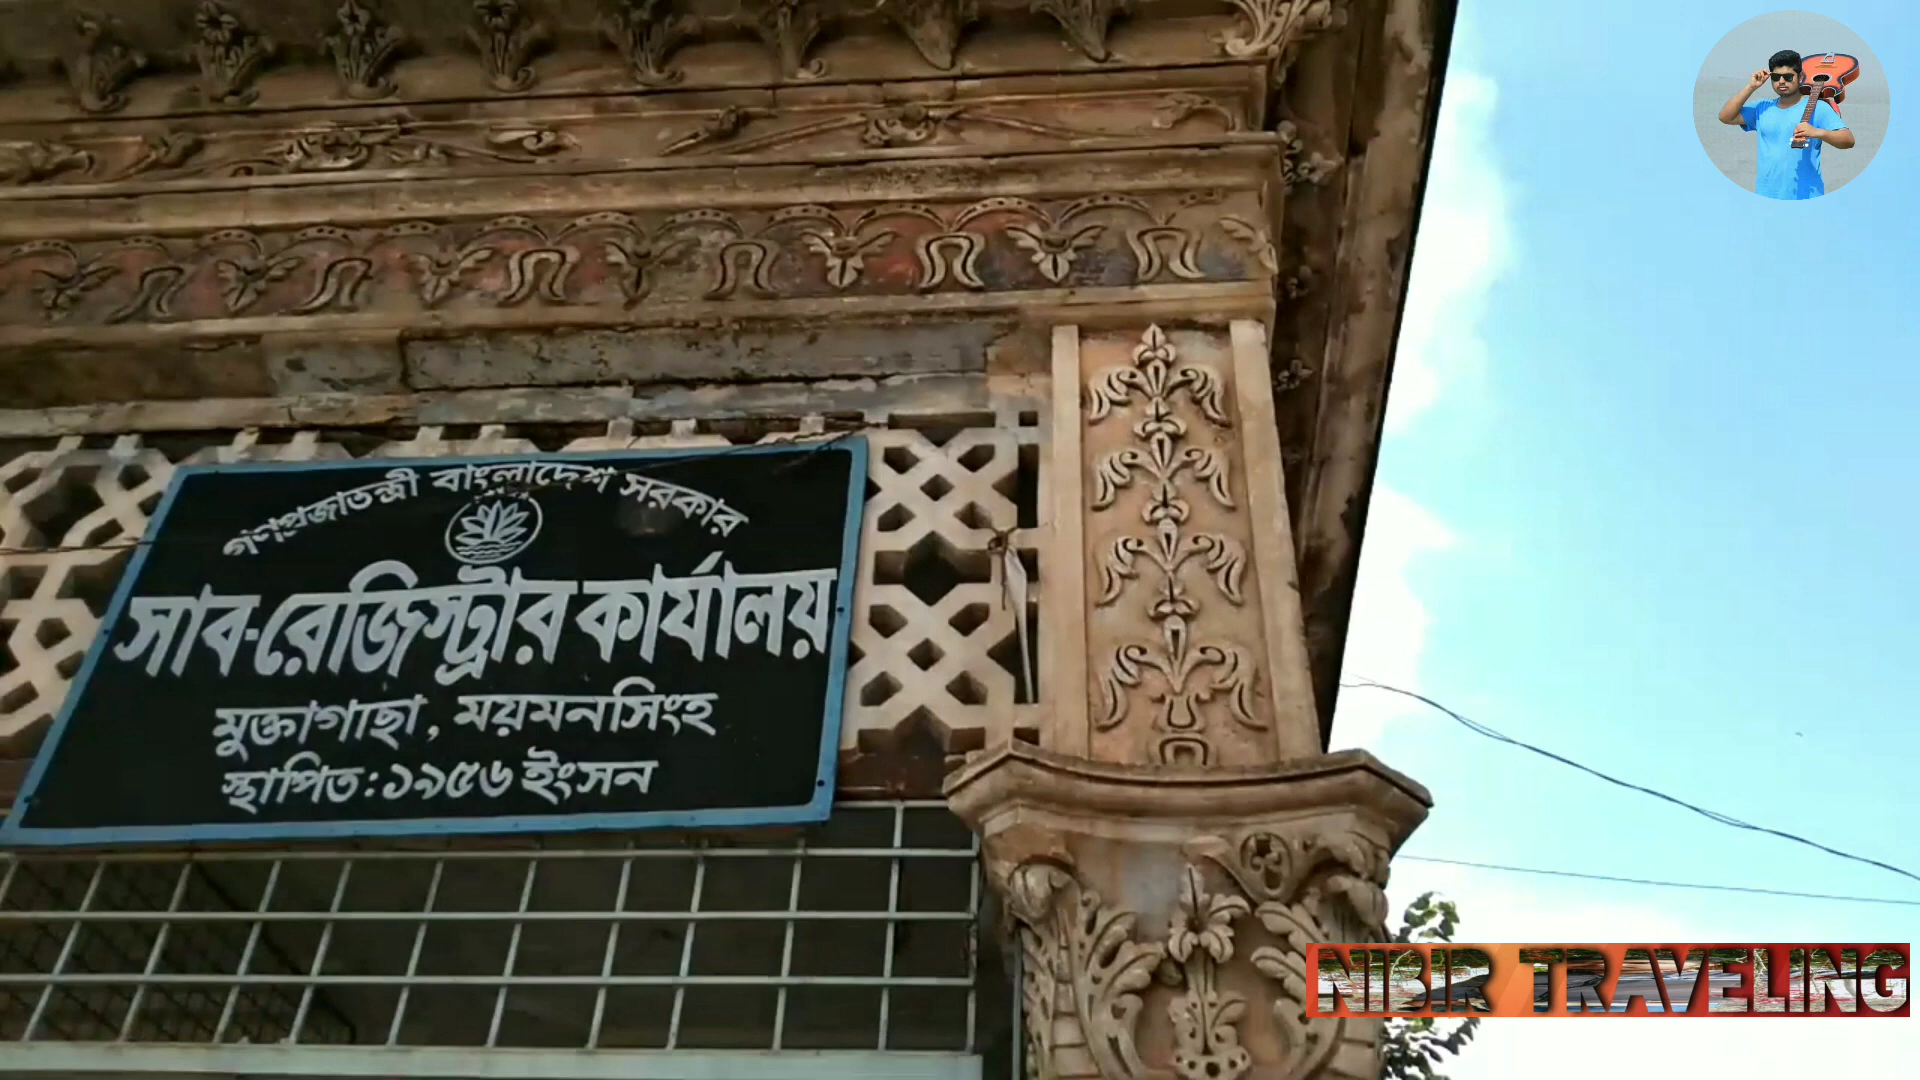 গণপ্রজাতন্ত্রী বাংলাদেশ সরকার
সাব-রেজিস্ট্রার কার্যালয়
মুক্তাগাছা, ময়মনসিংহ
স্থাপিত: ১৯৫৬ ইংসন
NIBIR TRAVELING